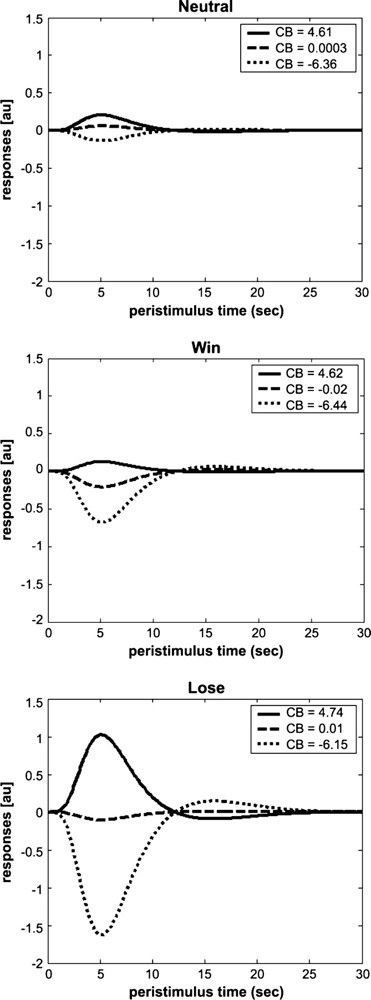 Neutral
1.5
1
0.5
0
-0.5
-1
-1.5
-2
responses [au]
CB = 4.61
CB = 0.0003
CB = -6.36
0 5 10 15 20 25 30
peristimulus time (sec)
Win
1.5
1
0.5
0
-0.5
-1
-1.5
-2
responses [au]
CB = 4.62
CB = -0.02
CB = -6.44
0 5 10 15 20 25 30
peristimulus time (sec)
Lose
1.5
1
0.5
0
-0.5
-1
-1.5
-2
responses [au]
CB = 4.74
CB = 0.01
CB = -6.15
0 5 10 15 20 25 30
peristimulus time (sec)